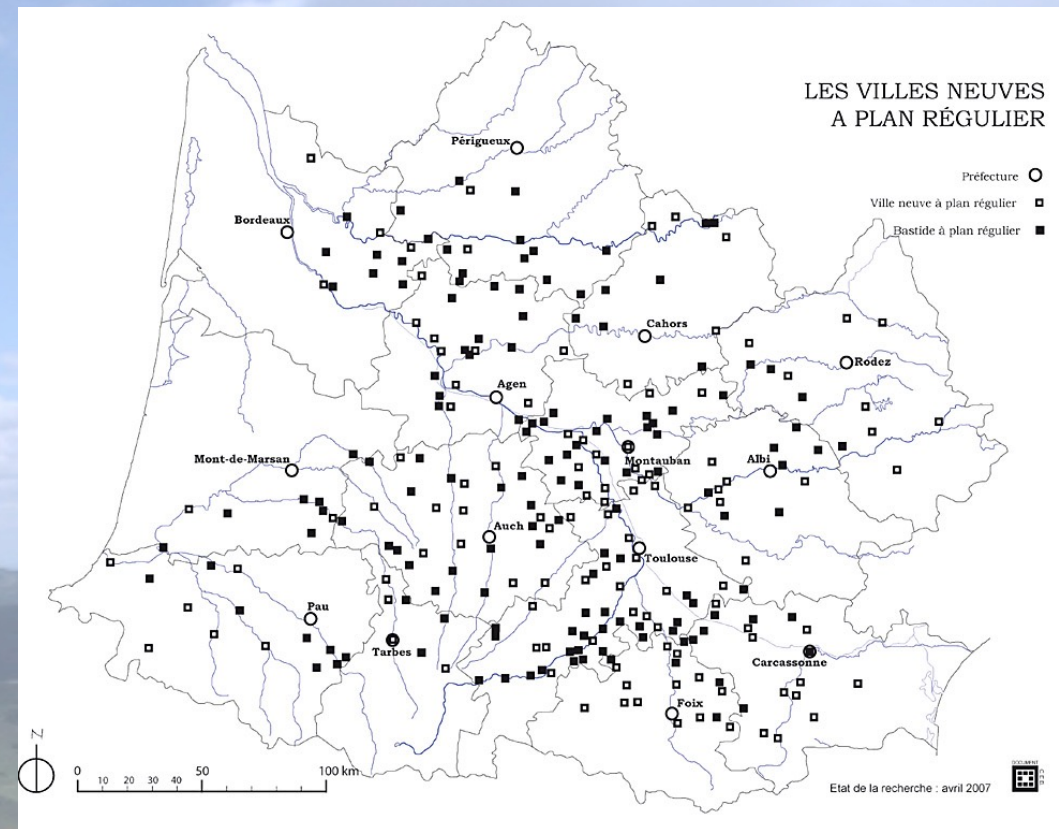 LES VILLES NEUVES
A PLAN RÉGULIER
Préfecture
Ville neuve à plan régulier
Bastide à plan régulier
Périgueux
Bordeaux
Cahors
Rodez
Agen
Mont-de-Marsan
Montauban
Albi
Auch
Toulouse
Pau
Tarbes
Carcassonne
Foix
N
0 10 20 30 40 50 100 km
Etat de la recherche : avril 2007
DOCUMENT